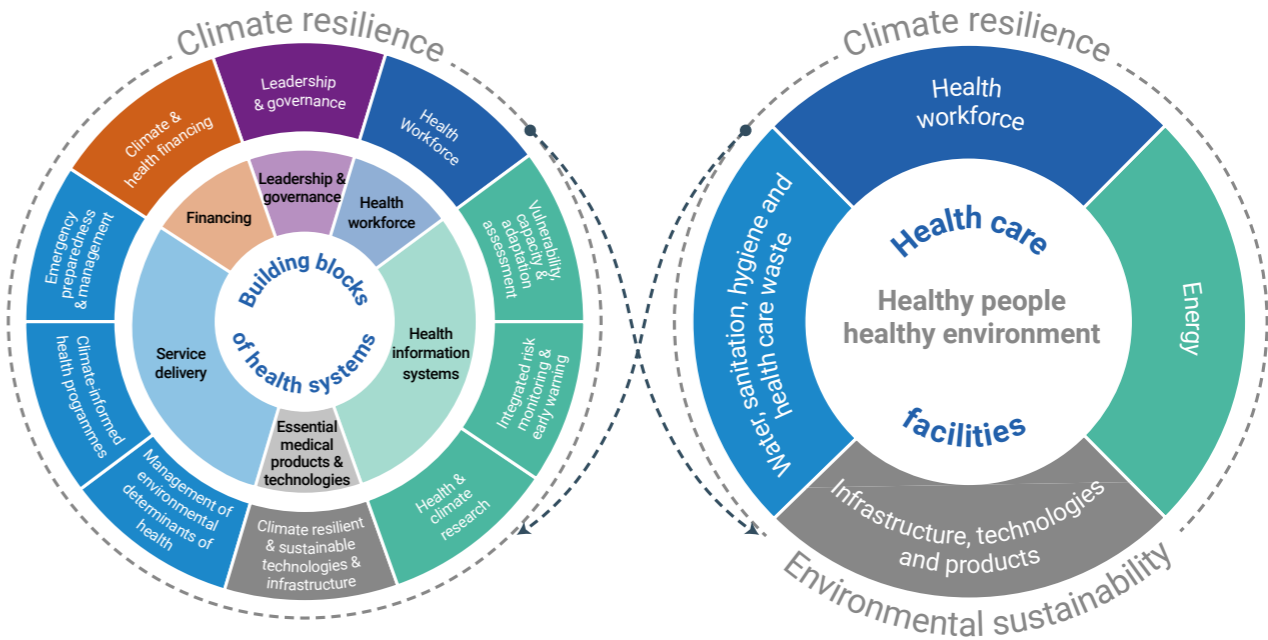 Climate resilience
Leadership
& governance
Health
Workforce
Vulnerability,
capacity &
adaptation
assessment
Integrated risk
monitoring &
early warning
Health &
climate
research
Climate resilient
& sustainable
technologies &
infrastructure
Management of
environmental
determinants of
health
Climate-informed
health programmes
Emergency
preparedness
& management
Climate &
health financing
Leadership &
governance
Health
workforce
Health
information
systems
Essential
medical
products &
technologies
Service
delivery
Financing
Building blocks
of health systems
Climate resilience
Health
workforce
Energy
Infrastructure, technologies
and products
Water, sanitation, hygiene and
health care waste
Health care
Healthy people
healthy environment
facilities
Environmental sustainability